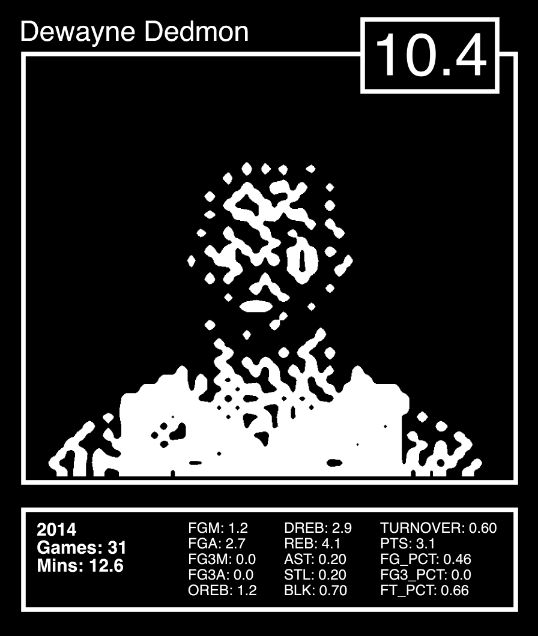 Dewayne Dedmon
10.4
2014
Games: 31
Mins: 12.6
FGM: 1.2
FGA: 2.7
FG3M: 0.0
FG3A: 0.0
OREB: 1.2
DREB: 2.9
REB: 4.1
AST: 0.20
STL: 0.20
BLK: 0.70
TURNOVER: 0.60
PTS: 3.1
FG_PCT: 0.46
FG3_PCT: 0.0
FT_PCT: 0.66